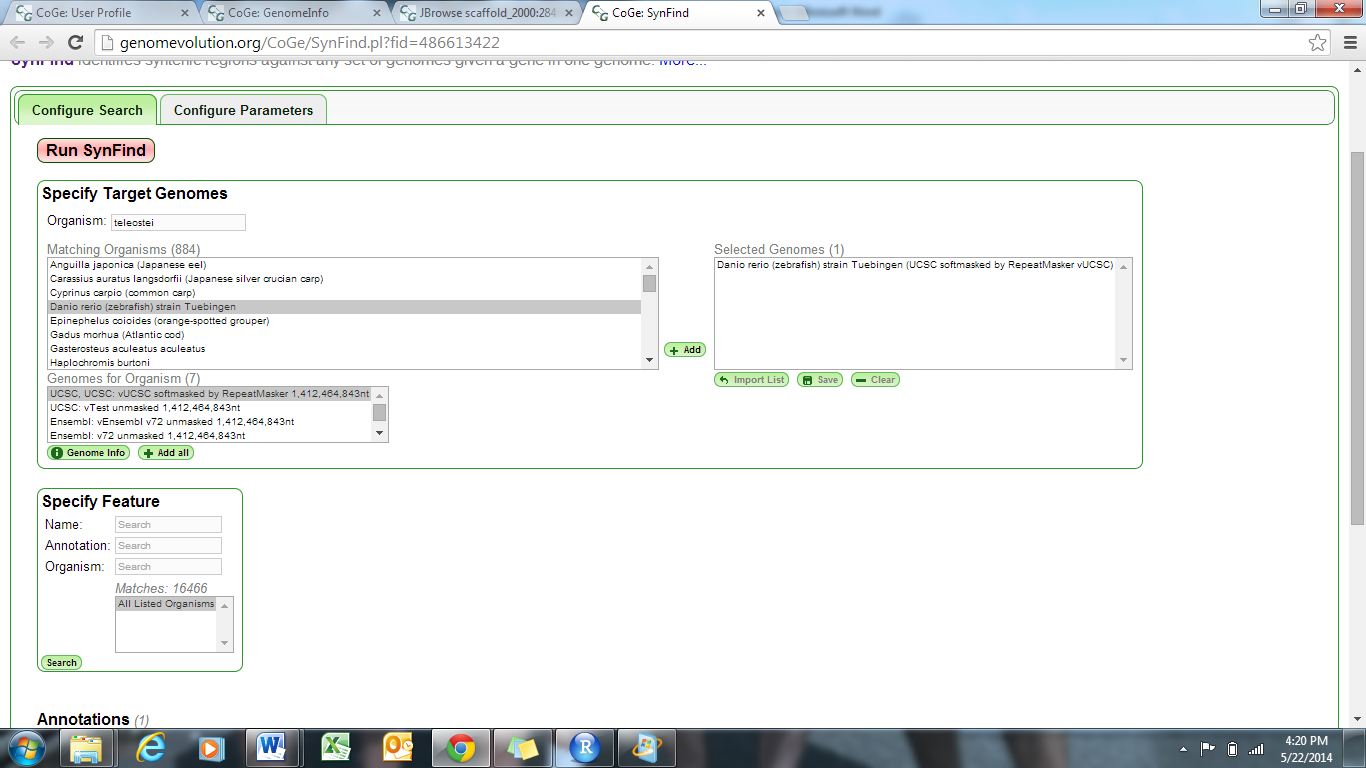 CoGe: User Profile
CoGe: GenomeInfo
JBrowse scaffold_2000:284
CoGe: SynFind
genomevolution.org/CoGe/SynFind.pl?fid=486613422
SynFind identifies syntenic regions against any set of genomes given a gene in one genome. More...
Configure Search
Configure Parameters
Run SynFind
Specify Target Genomes
Organism: teleostei
Matching Organisms (884)
Anguilla japonica (Japanese eel)
Carassius auratus langsdorfii (Japanese silver crucian carp)
Cyprinus carpio (common carp)
Danio rerio (zebrafish) strain Tuebingen
Epinephelus coioides (orange-spotted grouper)
Gadus morhua (Atlantic cod)
Gasterosteus aculeatus aculeatus
Haplochromis burtoni
Add
Selected Genomes (1)
Danio rerio (zebrafish) strain Tuebingen (UCSC softmasked by RepeatMasker vUCSC)
Import List
Save
Clear
Genomes for Organism (7)
UCSC, UCSC: vUCSC softmasked by RepeatMasker 1,412,464,843nt
UCSC: vTest unmasked 1,412,464,843nt
Ensembl: vEnsembl v72 unmasked 1,412,464,843nt
Ensembl: v72 unmasked 1,412,464,843nt
Genome Info
Add all
Specify Feature
Name: Search
Annotation: Search
Organism: Search
Matches: 16466
All Listed Organisms
Search
Annotations (1)
4:20 PM
5/22/2014